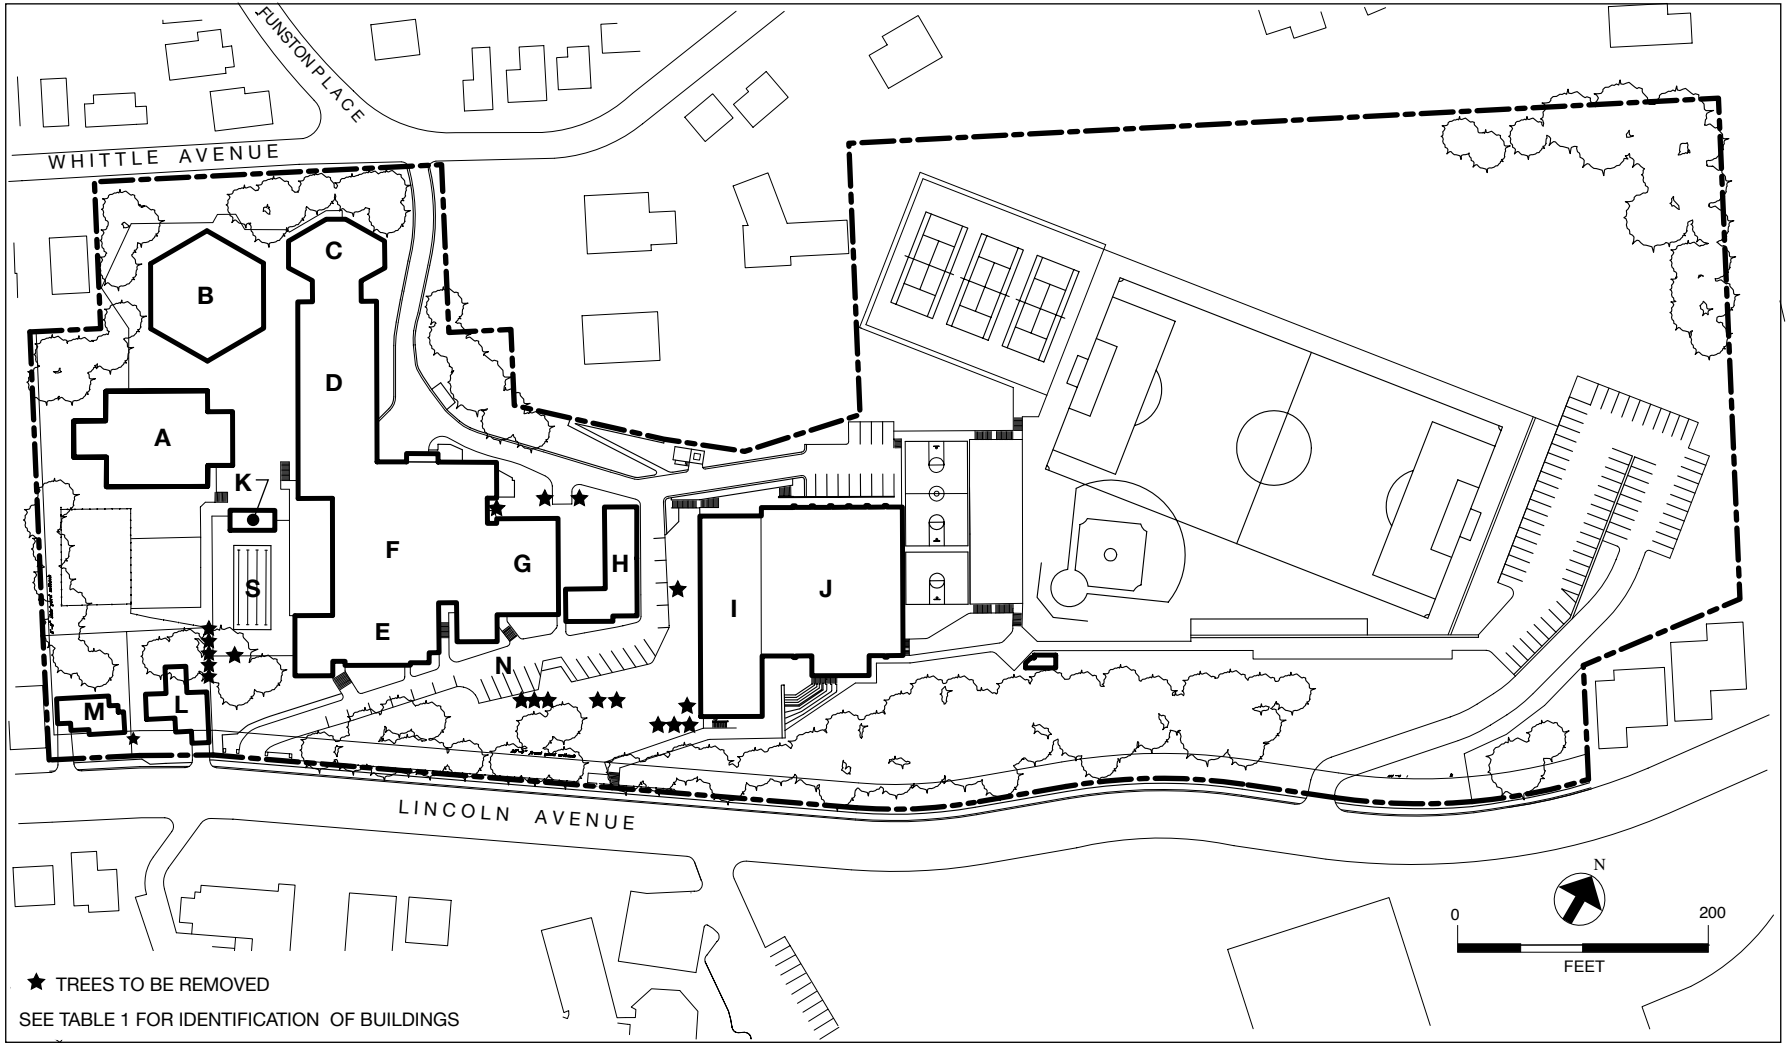 FUNSTON PLACE
WHITTLE AVENUE
C
B
D
A
K
F
G
H
S
I
J
E
N
M
L
LINCOLN AVENUE
N
0 200
FEET
★ TREES TO BE REMOVED
SEE TABLE 1 FOR IDENTIFICATION OF BUILDINGS